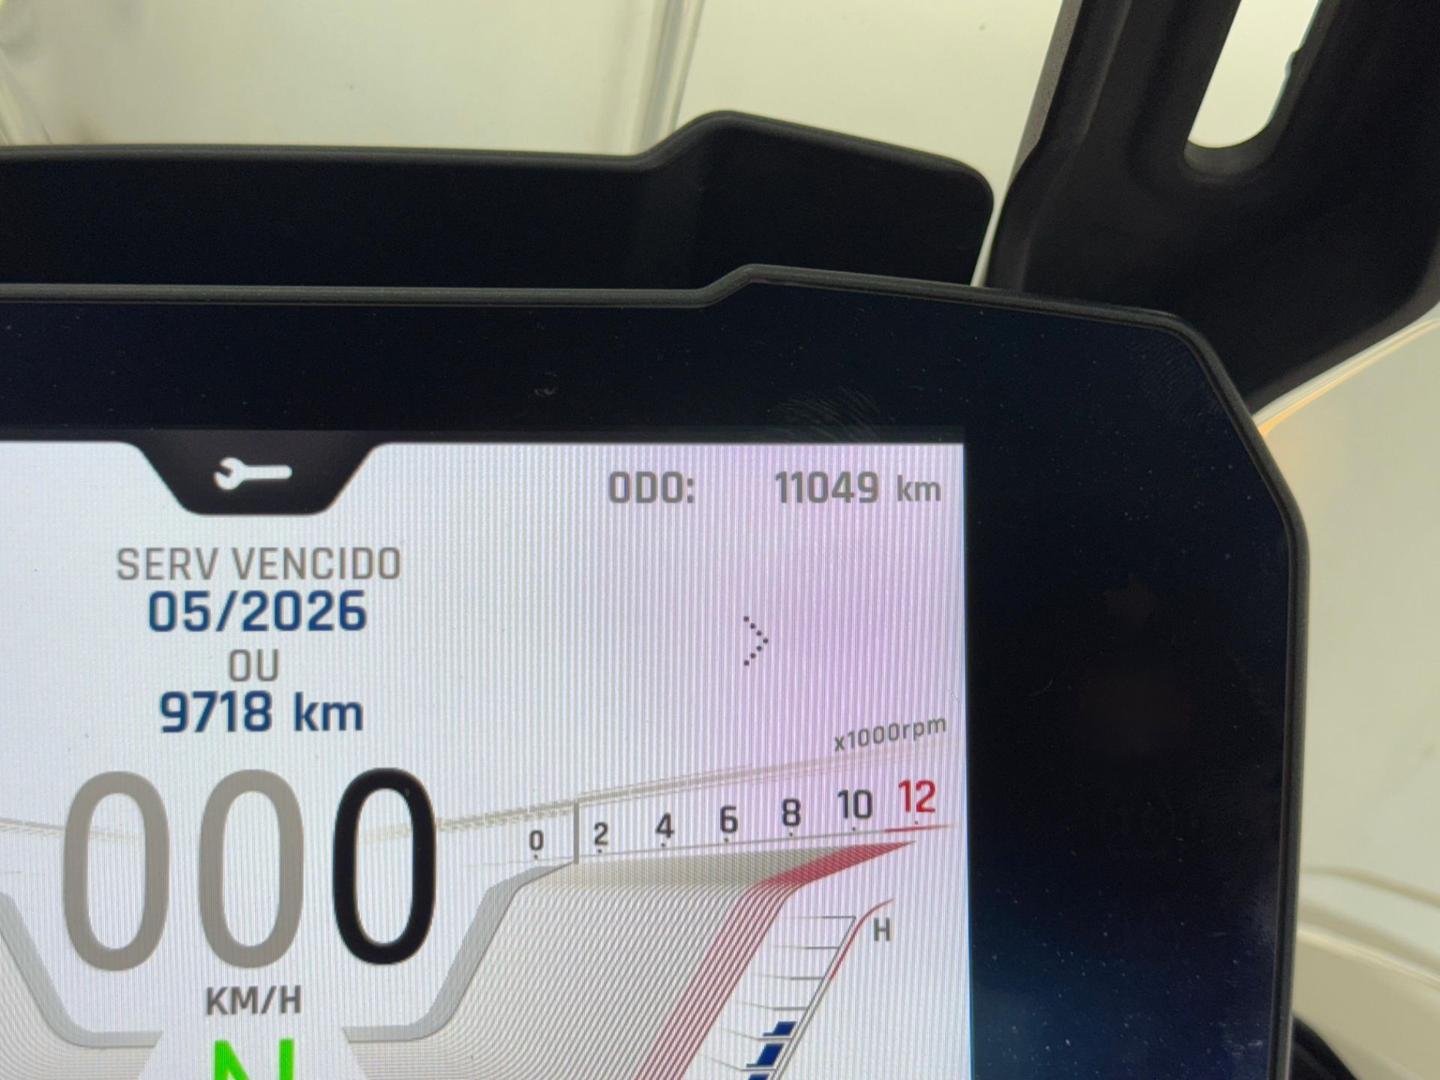 ODO: 11049 km
SERV VENCIDO
05/2026
OU
9718 km
x1000rpm
0 2 4 6 8 10 12
000
H
KM/H
N